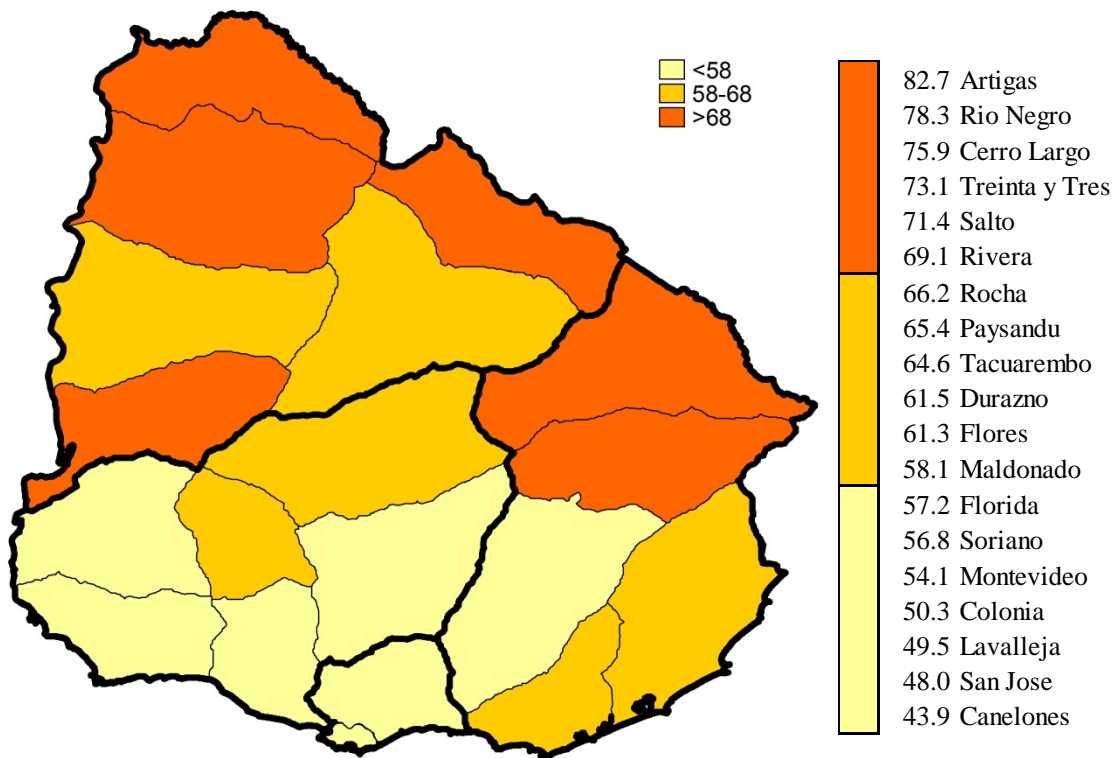 <58
58-68
>68
82.7 Artigas
78.3 Rio Negro
75.9 Cerro Largo
73.1 Treinta y Tres
71.4 Salto
69.1 Rivera
66.2 Rocha
65.4 Paysandu
64.6 Tacuarembo
61.5 Durazno
61.3 Flores
58.1 Maldonado
57.2 Florida
56.8 Soriano
54.1 Montevideo
50.3 Colonia
49.5 Lavalleja
48.0 San Jose
43.9 Canelones